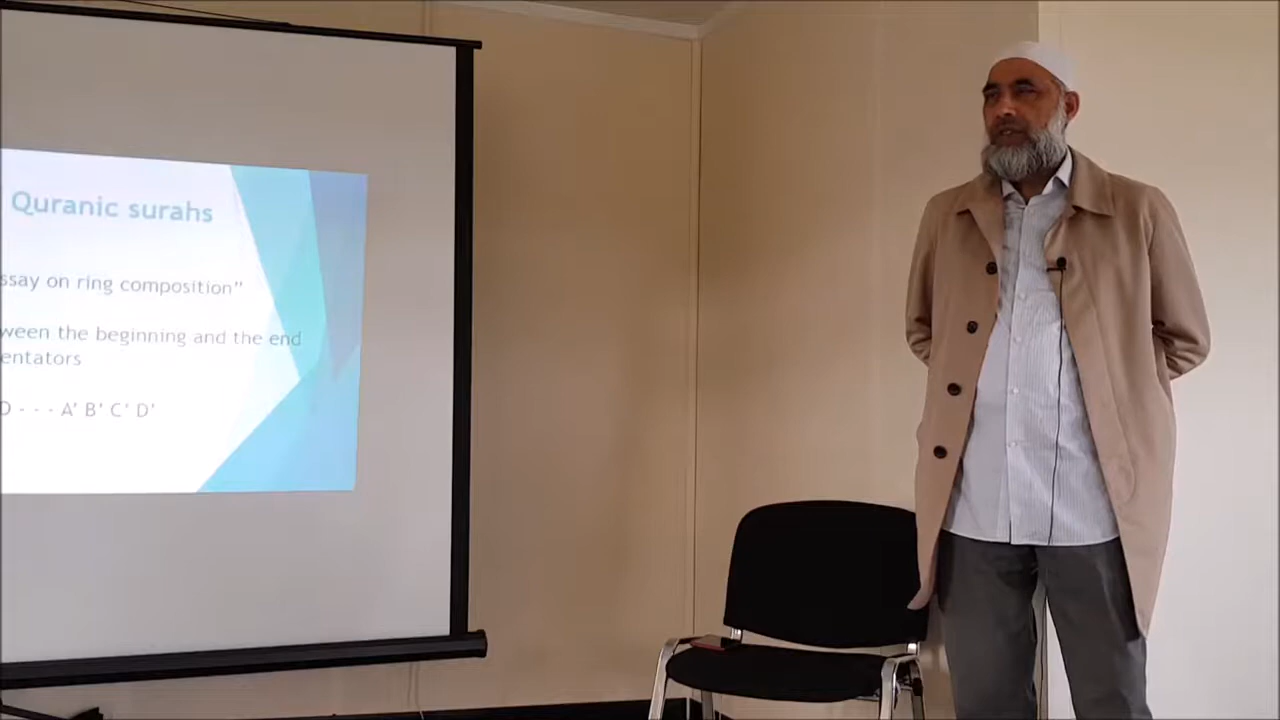 Quranic surahs
ssay on ring composition"
ween the beginning and the end
entators
D - - - A' B' C' D'